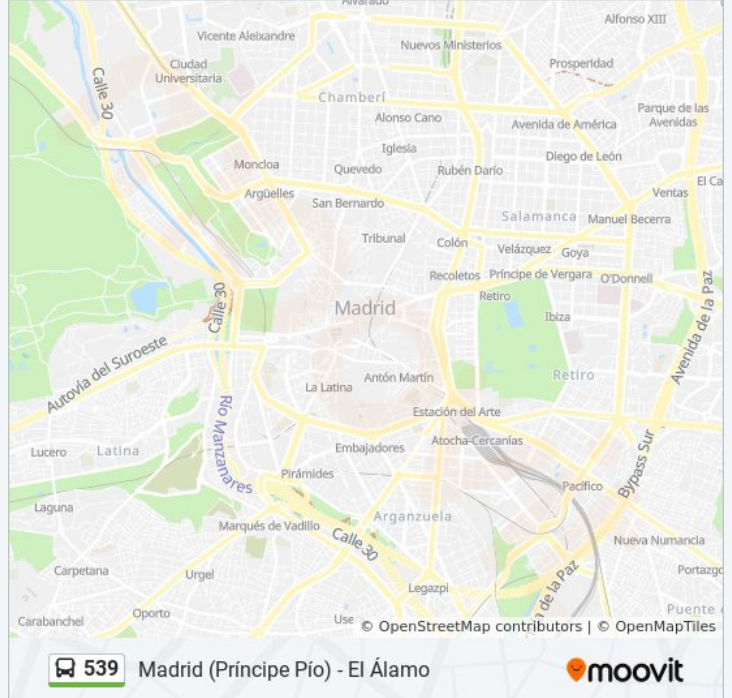 Alvarado
Alfonso XIII
Vicente Aleixandre
Nuevos Ministerios
Ciudad
Universitaria
Prosperidad
Calle 30
Chamberí
Parque de las
Avenidas
Alonso Cano
Avenida de América
Iglesia
Diego de León
Moncloa
Quevedo
Rubén Darío
El Ca
Argüelles
Ventas
San Bernardo
Salamanca
Manuel Becerra
Tribunal
Colón
Velázquez
Goya
Recoletos
Príncipe de Vergara
O'Donnell
Calle 30
Retiro
Madrid
Ibiza
Avenida de la Paz
Autovía del Suroeste
La Latina
Antón Martín
Retiro
Estación del Arte
Río Manzanares
Embajadores
Atocha-Cercanías
Lucero
Latina
Bypass Sur
Pirámides
Pacífico
Laguna
Arganzuela
Marqués de Vadillo
Calle 30
Nueva Numancia
Carpetana
Urgel
Portazgo
a de la Paz
Legazpi
Carabanchel
Oporto
Use
Puente
© OpenStreetMap contributors | © OpenMapTiles
539 Madrid (Príncipe Pío) - El Álamo
moovit